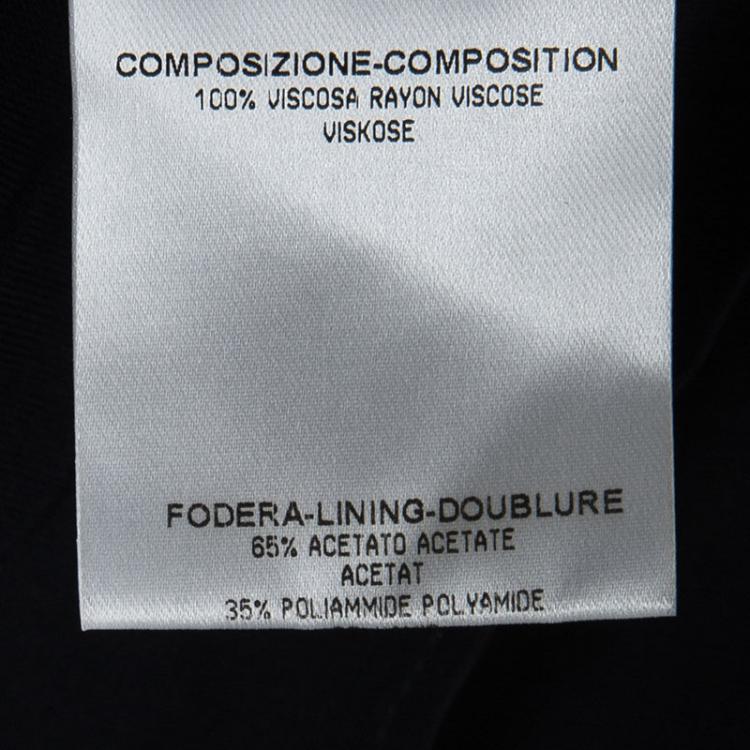 COMPOSIZIONE-COMPOSITION
100% VISCOSA RAYON VISCOSE
VISKOSE
FODERA-LINING-DOUBLURE
65% ACETATO ACETATE
ACETAT
35% POLIAMMIDE POLYAMIDE